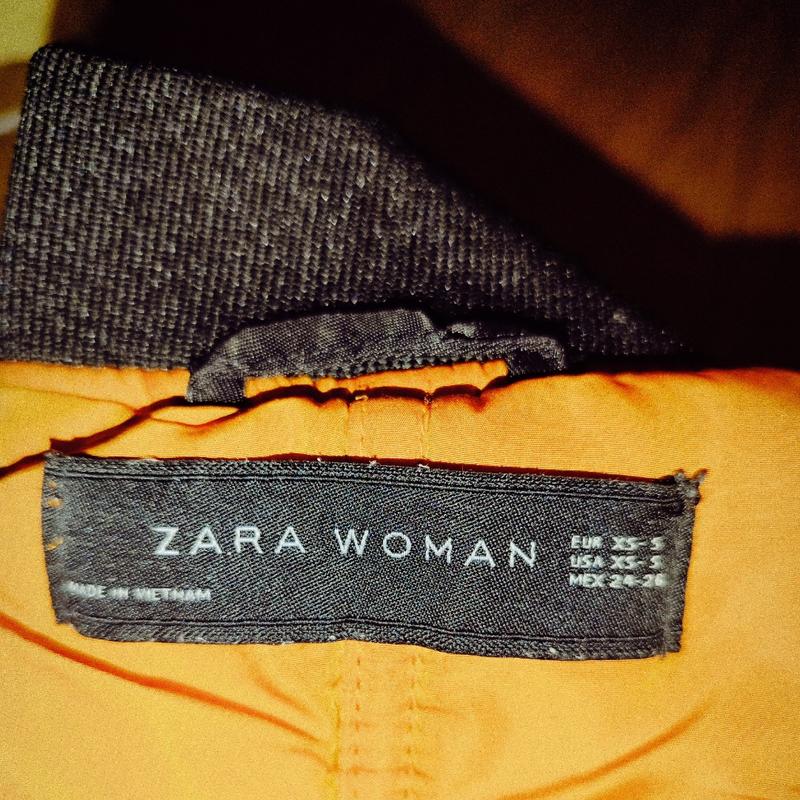 ZARA WOMAN
EUR XS- S
USA XS- S
MEX 24-26
MADE IN VIETNAM